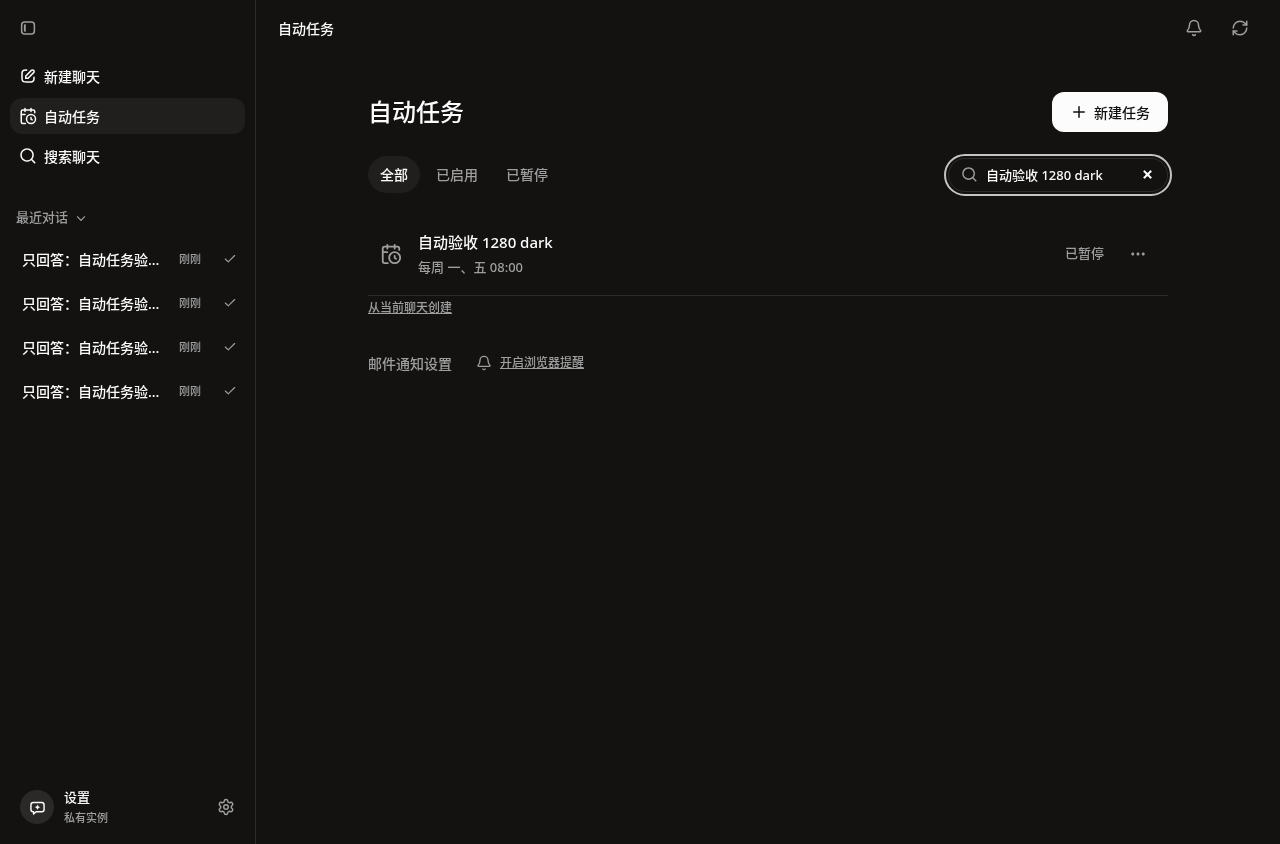 自动任务
新建聊天
自动任务
搜索聊天
最近对话
只回答：自动任务验... 刚刚
只回答：自动任务验... 刚刚
只回答：自动任务验... 刚刚
只回答：自动任务验... 刚刚
设置
私有实例
自动任务
新建任务
全部 已启用 已暂停
自动验收 1280 dark
自动验收 1280 dark
每周 一、五 08:00
已暂停
从当前聊天创建
邮件通知设置 开启浏览器提醒